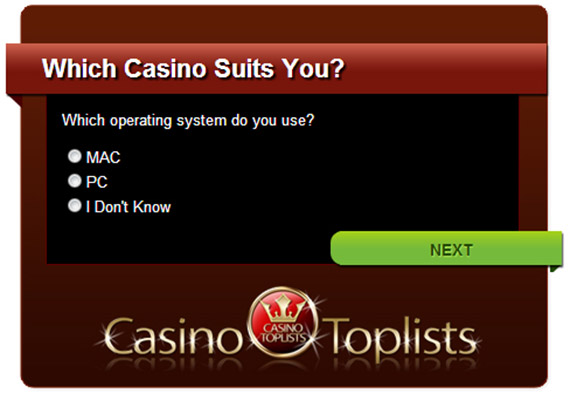 Which Casino Suits You?
Which operating system do you use?
MAC
PC
I Don't Know
NEXT
Casino Toplists
CASINO
TOPLISTS